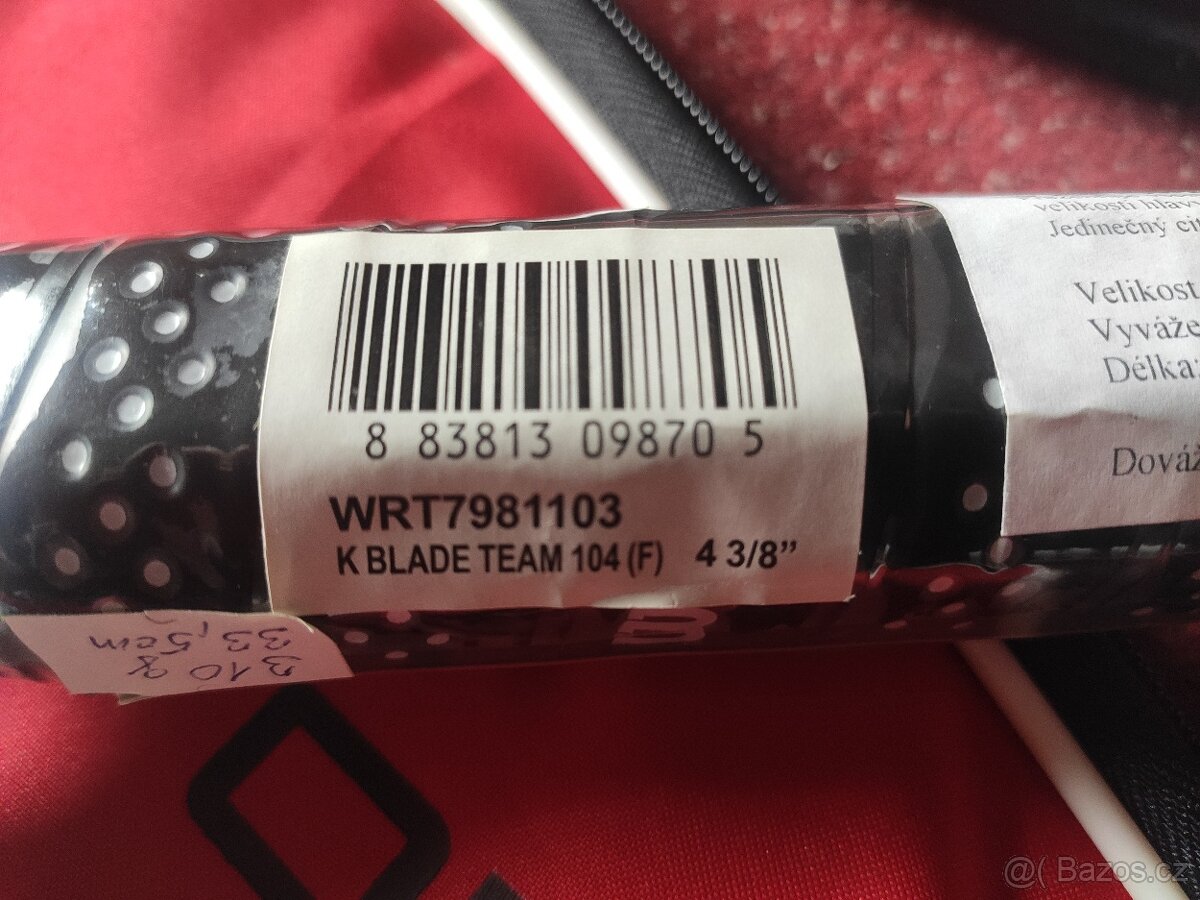 8 83813 09870 5
WRT7981103
K BLADE TEAM 104 (F) 4 3/8”
310 g
33,5cm
Jedinečný
Velikost
Vyváže
Délka:
Dováž
@( Bazos.cz